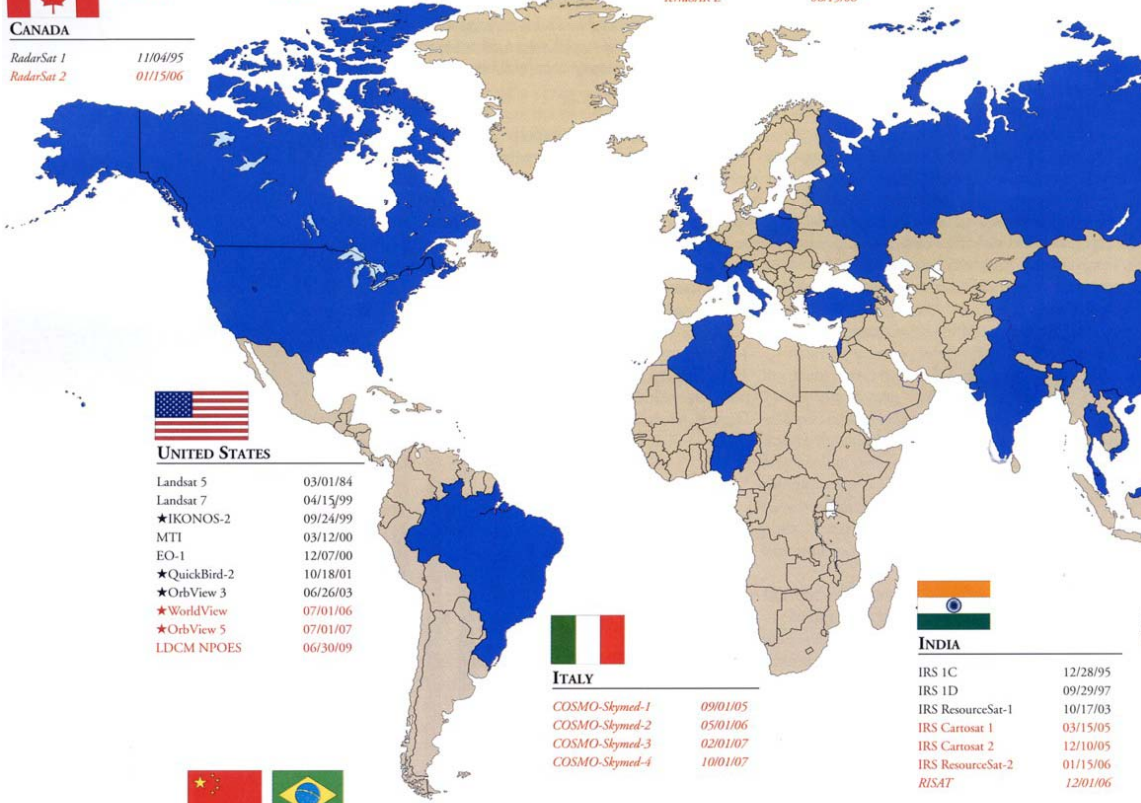 CANADA
RadarSat 1 11/04/95
RadarSat 2 01/15/06
UNITED STATES
Landsat 5 03/01/84
Landsat 7 04/15/99
★IKONOS-2 09/24/99
MTI 03/12/00
EO-1 12/07/00
★QuickBird-2 10/18/01
★OrbView 3 06/26/03
★WorldView 07/01/06
★OrbView 5 07/01/07
LDCM NPOES 06/30/09
ITALY
COSMO-Skymed-1 09/01/05
COSMO-Skymed-2 05/01/06
COSMO-Skymed-3 02/01/07
COSMO-Skymed-4 10/01/07
INDIA
IRS 1C 12/28/95
IRS 1D 09/29/97
IRS ResourceSat-1 10/17/03
IRS Cartosat 1 03/15/05
IRS Cartosat 2 12/10/05
IRS ResourceSat-2 01/15/06
RISAT 12/01/06